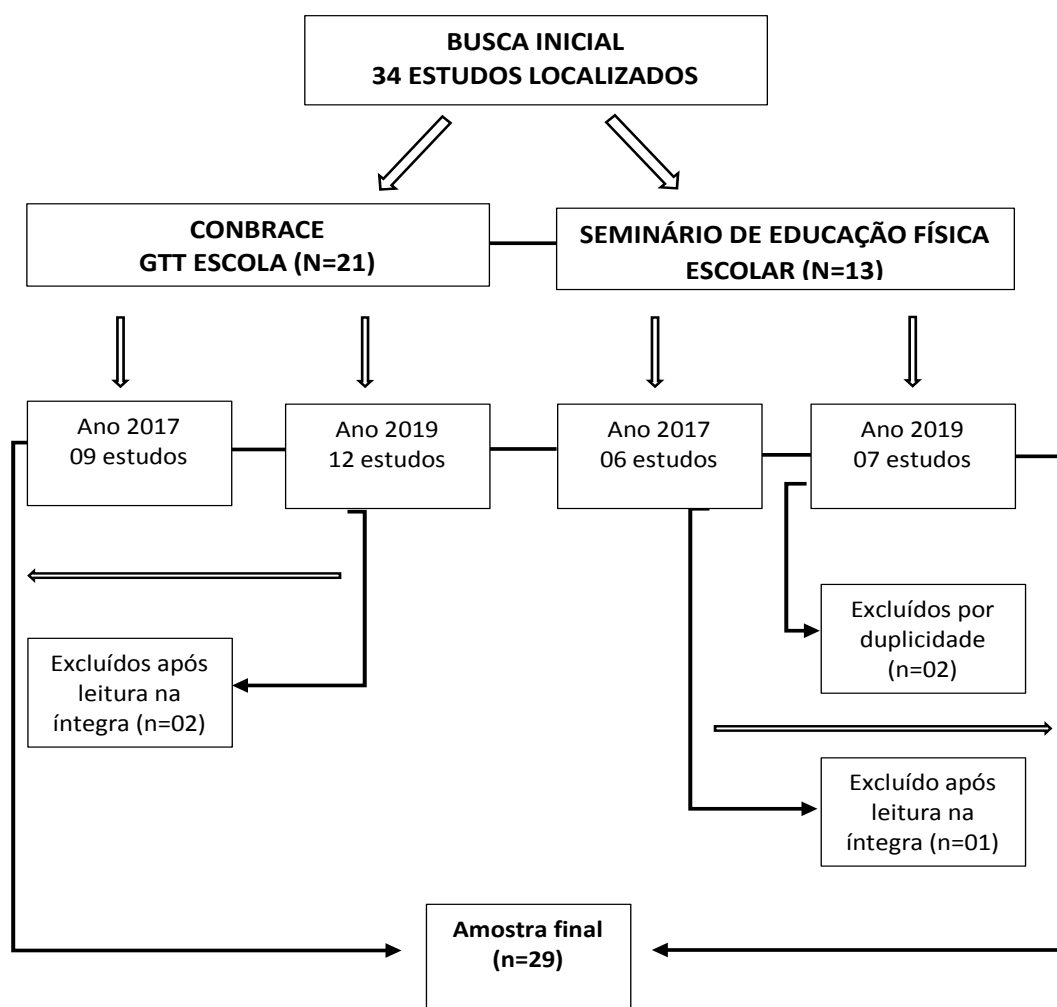 BUSCA INICIAL
34 ESTUDOS LOCALIZADOS
CONBRACE
GTT ESCOLA (N=21)
SEMINÁRIO DE EDUCAÇÃO FÍSICA
ESCOLAR (N=13)
Ano 2017
09 estudos
Ano 2019
12 estudos
Ano 2017
06 estudos
Ano 2019
07 estudos
Excluídos por
duplicidade
(n=02)
Excluídos após
leitura na
íntegra (n=02)
Excluído após
leitura na
íntegra (n=01)
Amostra final
(n=29)